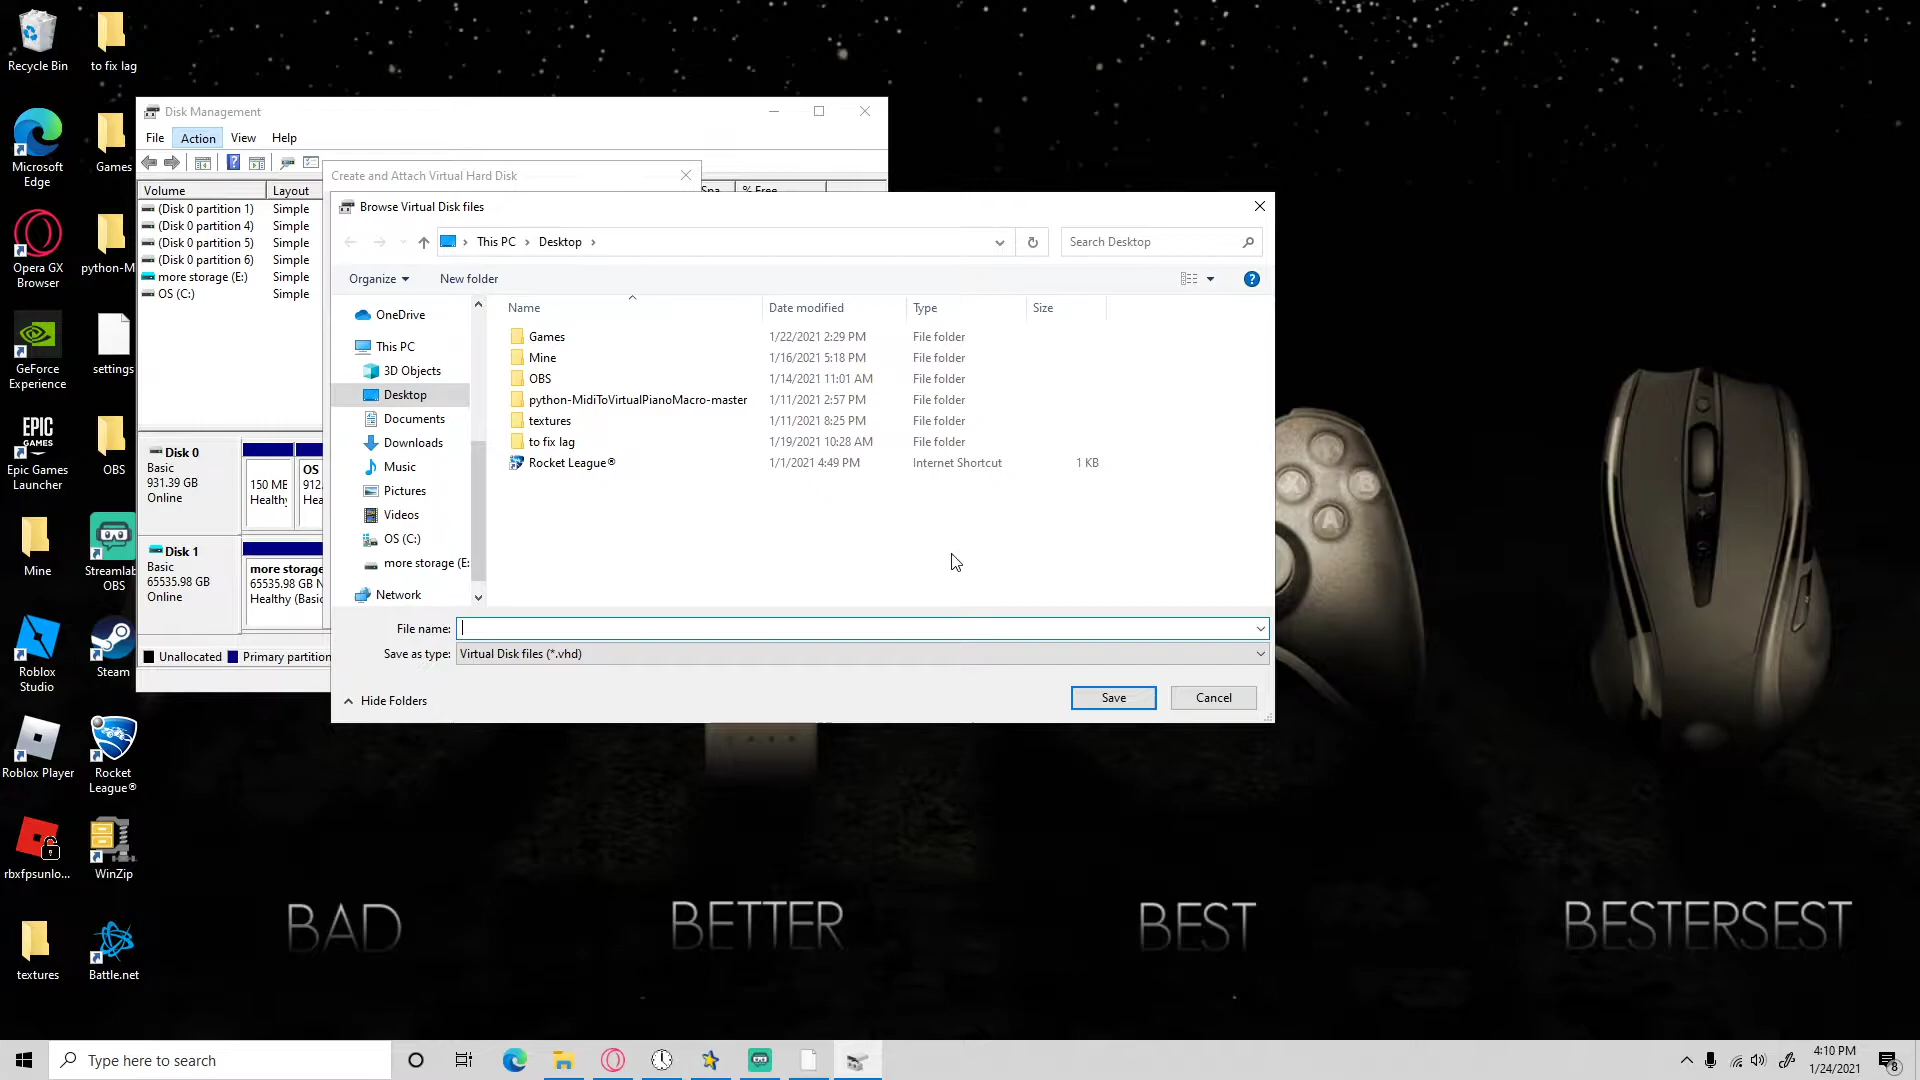 Recycle Bin
to fix lag
Microsoft
Edge
Games
Opera GX
Browser
python-M
GeForce
Experience
settings
Epic Games
Launcher
OBS
Mine
Streamlab
OBS
Roblox
Studio
Steam
Roblox Player
Rocket
League®
rbxfpsunlo...
WinZip
textures
Battle.net
EPIC
GAMES
Disk Management
File
Action
View
Help
Volume
Layout
% Free
(Disk 0 partition 1)
Simple
(Disk 0 partition 4)
Simple
(Disk 0 partition 5)
Simple
(Disk 0 partition 6)
Simple
more storage (E:)
Simple
OS (C:)
Simple
Disk 0
Basic
931.39 GB
Online
150 ME
Healthy
OS
912.
Hea
Disk 1
Basic
65535.98 GB
Online
more storage
65535.98 GB N
Healthy (Basic
Unallocated
Primary partition
Create and Attach Virtual Hard Disk
Browse Virtual Disk files
This PC
Desktop
Search Desktop
Organize
New folder
OneDrive
This PC
3D Objects
Desktop
Documents
Downloads
Music
Pictures
Videos
OS (C:)
more storage (E:
Network
Name
Date modified
Type
Size
Games 1/22/2021 2:29 PM File folder
Mine 1/16/2021 5:18 PM File folder
OBS 1/14/2021 11:01 AM File folder
python-MidiToVirtualPianoMacro-master 1/11/2021 2:57 PM File folder
textures 1/11/2021 8:25 PM File folder
to fix lag 1/19/2021 10:28 AM File folder
Rocket League® 1/1/2021 4:49 PM Internet Shortcut 1 KB
File name:
Save as type: Virtual Disk files (*.vhd)
Hide Folders
Save
Cancel
B
A
BAD
BETTER
BEST
BESTERSEST
Type here to search
4:10 PM
1/24/2021
8